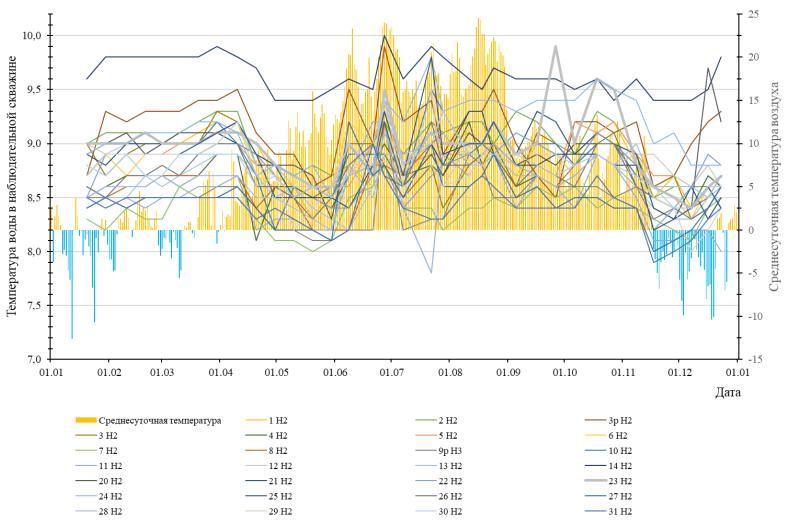 Температура воды в наблюдательной скважине
10,0
9,5
9,0
8,5
8,0
7,5
7,0
25
20
15
10
5
0
-5
-10
-15
Среднесуточная температура воздуха
01.01 01.02 01.03 01.04 01.05 01.06 01.07 01.08 01.09 01.10 01.11 01.12 01.01
Дата
Среднесуточная температура 1 Н2 2 Н2 3р Н2
3 Н2 4 Н2 5 Н2 6 Н2
7 Н2 8 Н2 9р Н3 10 Н2
11 Н2 12 Н2 13 Н2 14 Н2
20 Н2 21 Н2 22 Н2 23 Н2
24 Н2 25 Н2 26 Н2 27 Н2
28 Н2 29 Н2 30 Н2 31 Н2